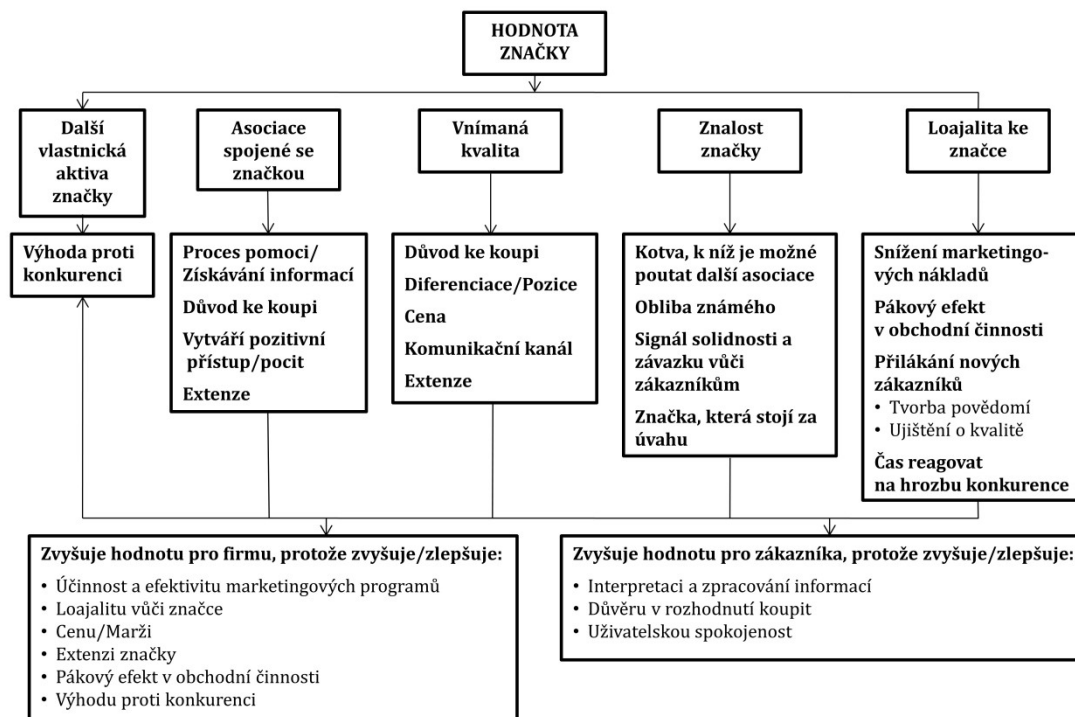 HODNOTA
ZNAČKY
Další
vlastnická
aktiva
značky
Asociace
spojené se
značkou
Vnímaná
kvalita
Znalost
značky
Loajalita ke
značce
Výhoda proti
konkurenci
Proces pomoci/
Získávání informací
Důvod ke koupi
Vytváří pozitivní
přístup/pocit
Extenze
Důvod ke koupi
Diferenciace/Pozice
Cena
Komunikační kanál
Extenze
Kotva, k níž je možné
poutat další asociace
Obliba známého
Signál solidnosti a
závazku vůči
zákazníkům
Značka, která stojí za
úvahu
Snížení marketingo-
vých nákladů
Pákový efekt
v obchodní činnosti
Přilákání nových
zákazníků
• Tvorba povědomí
• Ujištění o kvalitě
Čas reagovat
na hrozbu konkurence
Zvyšuje hodnotu pro firmu, protože zvyšuje/zlepšuje:
• Účinnost a efektivitu marketingových programů
• Loajalitu vůči značce
• Cenu/Marži
• Extenzi značky
• Pákový efekt v obchodní činnosti
• Výhodu proti konkurenci
Zvyšuje hodnotu pro zákazníka, protože zvyšuje/zlepšuje:
• Interpretaci a zpracování informací
• Důvěru v rozhodnutí koupit
• Uživatelskou spokojenost